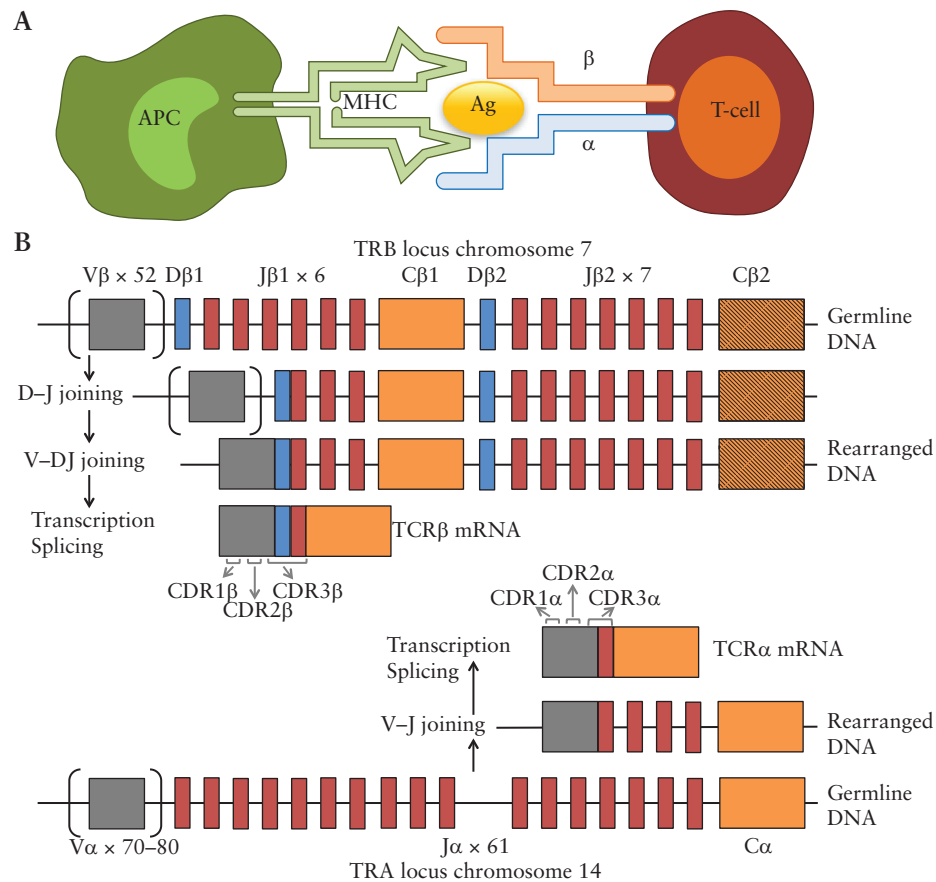 A
APC
MHC
Ag
β
α
T-cell
B
TRB locus chromosome 7
Vβ × 52 Dβ1 Jβ1 × 6 Cβ1 Dβ2 Jβ2 × 7 Cβ2
Germline
DNA
D–J joining
V–DJ joining
Rearranged
DNA
Transcription
Splicing
TCRβ mRNA
CDR1β
CDR2β
CDR3β
CDR2α
CDR1α
CDR3α
Transcription
Splicing
TCRα mRNA
V–J joining
Rearranged
DNA
Germline
DNA
Vα × 70–80 Jα × 61 Cα
TRA locus chromosome 14